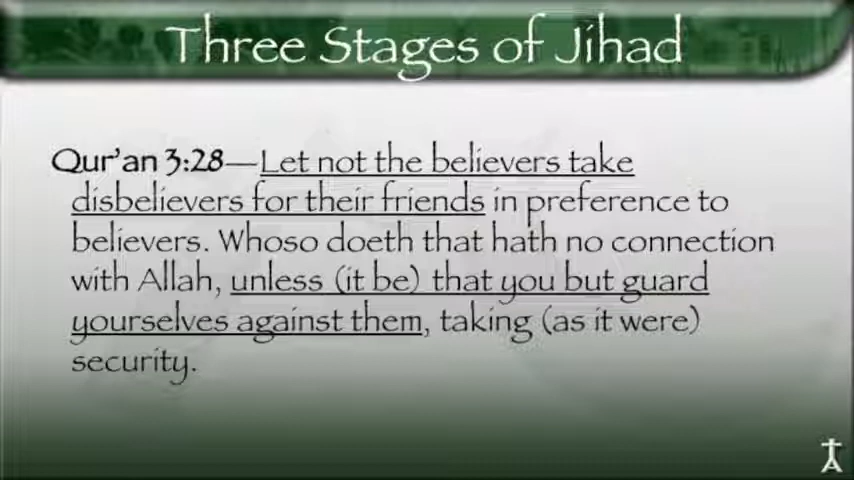 Three Stages of Jihad
Qur'an 3:28—Let not the believers take
disbelievers for their friends in preference to
believers. Whoso doeth that hath no connection
with Allah, unless (it be) that you but guard
yourselves against them, taking (as it were)
security.